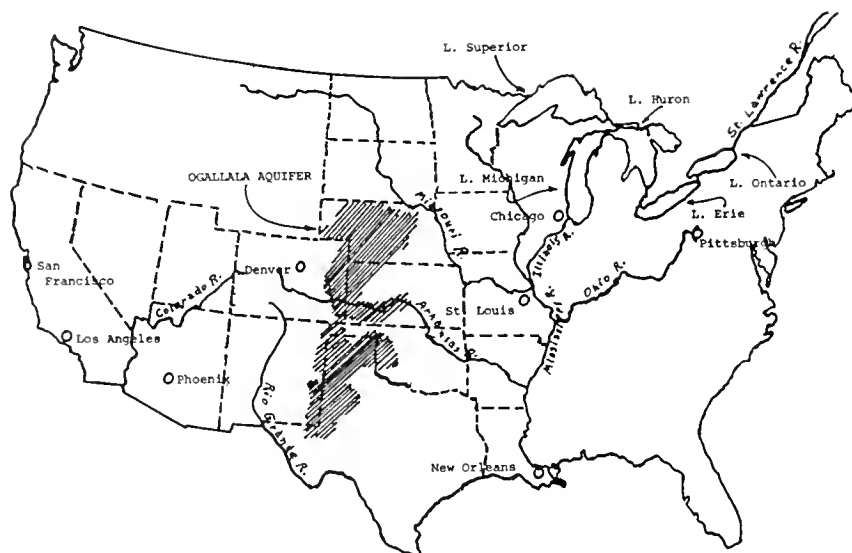 L. Superior
St. Lawrence R.
L. Huron
OGALLALA AQUIFER
L. Michigan
L. Ontario
Missouri R.
Chicago
L. Erie
Illinois R.
Pittsburgh
San
Francisco
Denver
Colorado R.
Ohio R.
St. Louis
Arkansas R.
Mississippi R.
Los Angeles
Phoenix
Rio Grande R.
New Orleans